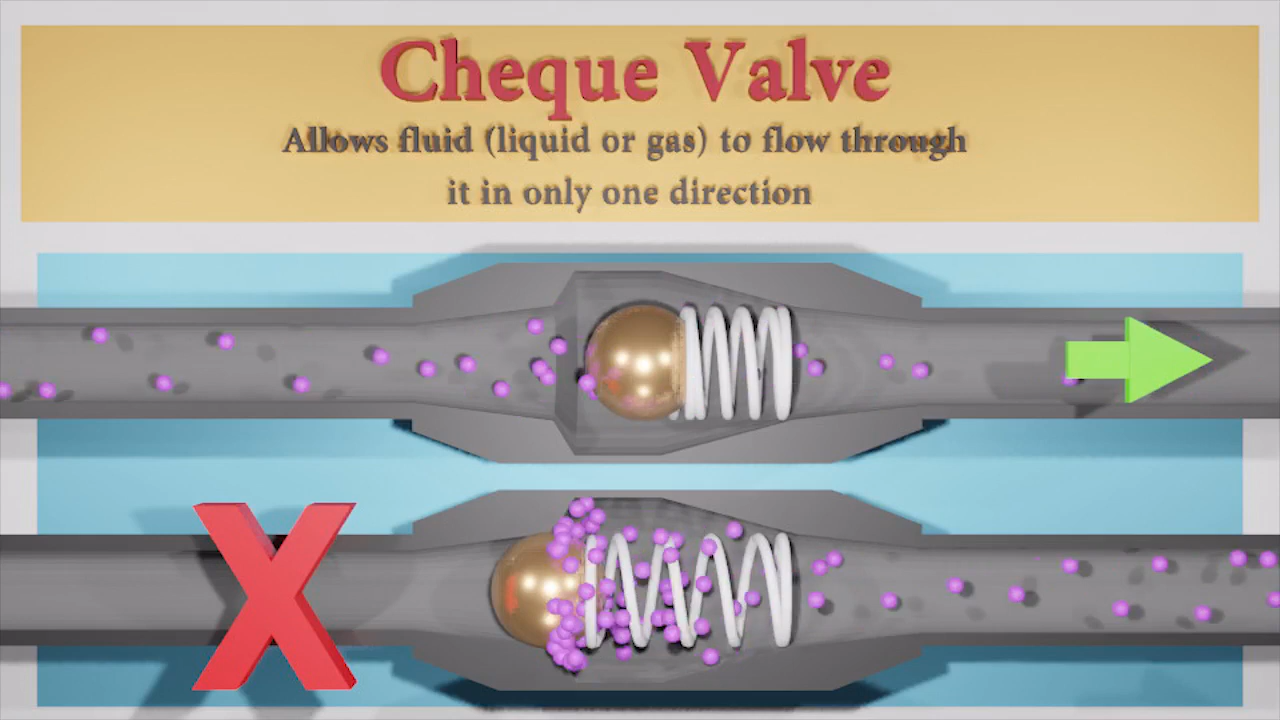 Cheque Valve
Allows fluid (liquid or gas) to flow through
it in only one direction
X